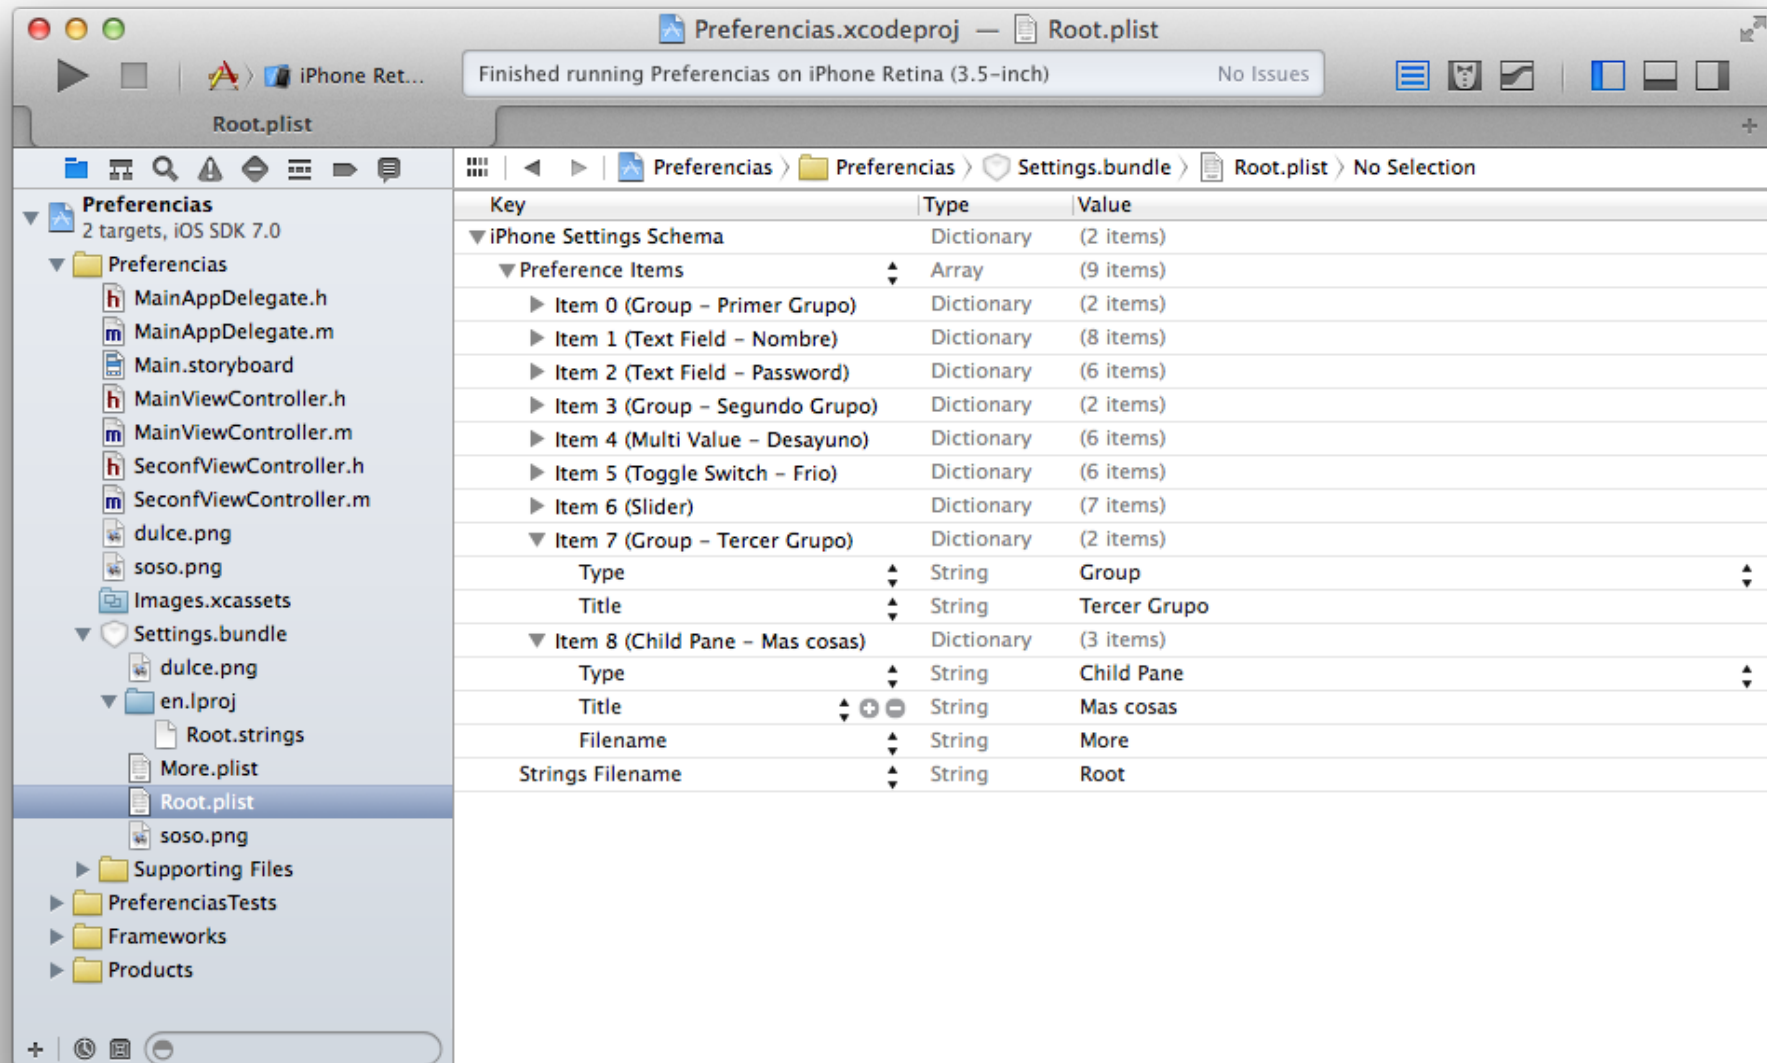 Preferencias.xcodeproj — Root.plist
iPhone Ret...
Finished running Preferencias on iPhone Retina (3.5-inch) No Issues
Root.plist
Preferencias Preferencias Settings.bundle Root.plist No Selection
Preferencias
2 targets, iOS SDK 7.0
Preferencias
MainAppDelegate.h
MainAppDelegate.m
Main.storyboard
MainViewController.h
MainViewController.m
SeconfViewController.h
SeconfViewController.m
dulce.png
soso.png
Images.xcassets
Settings.bundle
dulce.png
en.lproj
Root.strings
More.plist
Root.plist
soso.png
Supporting Files
PreferenciasTests
Frameworks
Products
Key Type Value
iPhone Settings Schema Dictionary (2 items)
Preference Items Array (9 items)
Item 0 (Group – Primer Grupo) Dictionary (2 items)
Item 1 (Text Field – Nombre) Dictionary (8 items)
Item 2 (Text Field – Password) Dictionary (6 items)
Item 3 (Group – Segundo Grupo) Dictionary (2 items)
Item 4 (Multi Value – Desayuno) Dictionary (6 items)
Item 5 (Toggle Switch – Frio) Dictionary (6 items)
Item 6 (Slider) Dictionary (7 items)
Item 7 (Group – Tercer Grupo) Dictionary (2 items)
Type String Group
Title String Tercer Grupo
Item 8 (Child Pane – Mas cosas) Dictionary (3 items)
Type String Child Pane
Title String Mas cosas
Filename String More
Strings Filename String Root